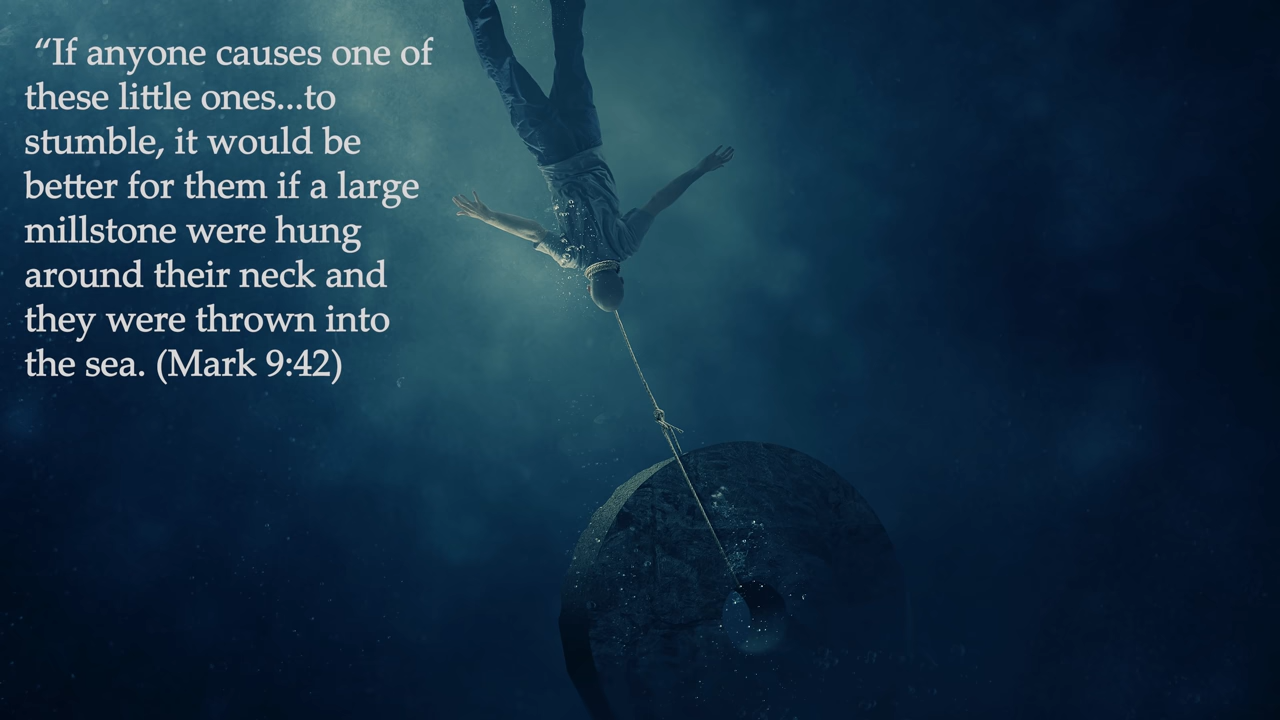 “If anyone causes one of
these little ones...to
stumble, it would be
better for them if a large
millstone were hung
around their neck and
they were thrown into
the sea. (Mark 9:42)